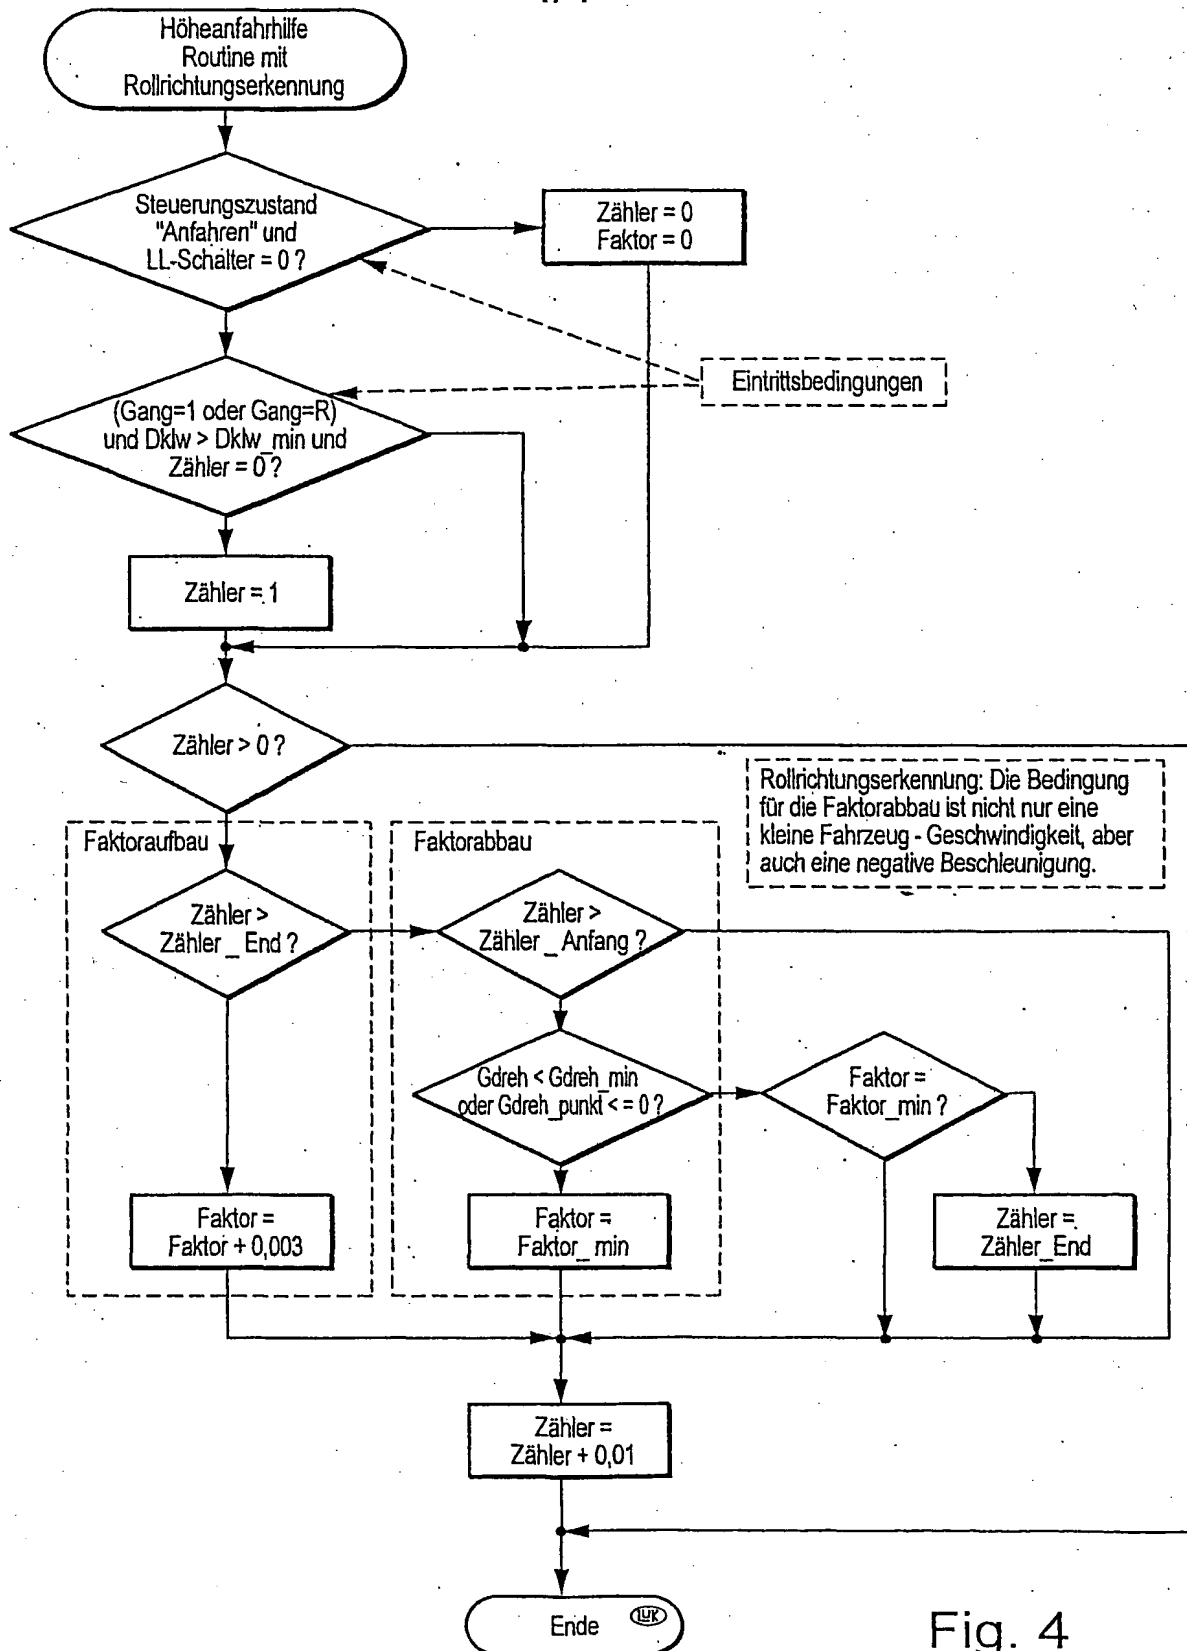 Höheanfahrhilfe
Routine mit
Rollrichtungserkennung
Steuerungszustand
"Anfahren" und
LL-Schalter = 0 ?
Zähler = 0
Faktor = 0
Eintrittsbedingungen
(Gang=1 oder Gang=R)
und Dklw > Dklw_min und
Zähler = 0 ?
Zähler = 1
Zähler > 0 ?
Rollrichtungserkennung: Die Bedingung
für die Faktorabbau ist nicht nur eine
kleine Fahrzeug - Geschwindigkeit, aber
auch eine negative Beschleunigung.
Faktoraufbau
Faktorabbau
Zähler >
Zähler _ End ?
Zähler >
Zähler _ Anfang ?
Gdreh < Gdreh_min
oder Gdreh_punkt < = 0 ?
Faktor =
Faktor_min ?
Faktor =
Faktor + 0,003
Faktor =
Faktor_ min
Zähler =
Zähler_End
Zähler =
Zähler + 0,01
Ende
LuK
Fig. 4